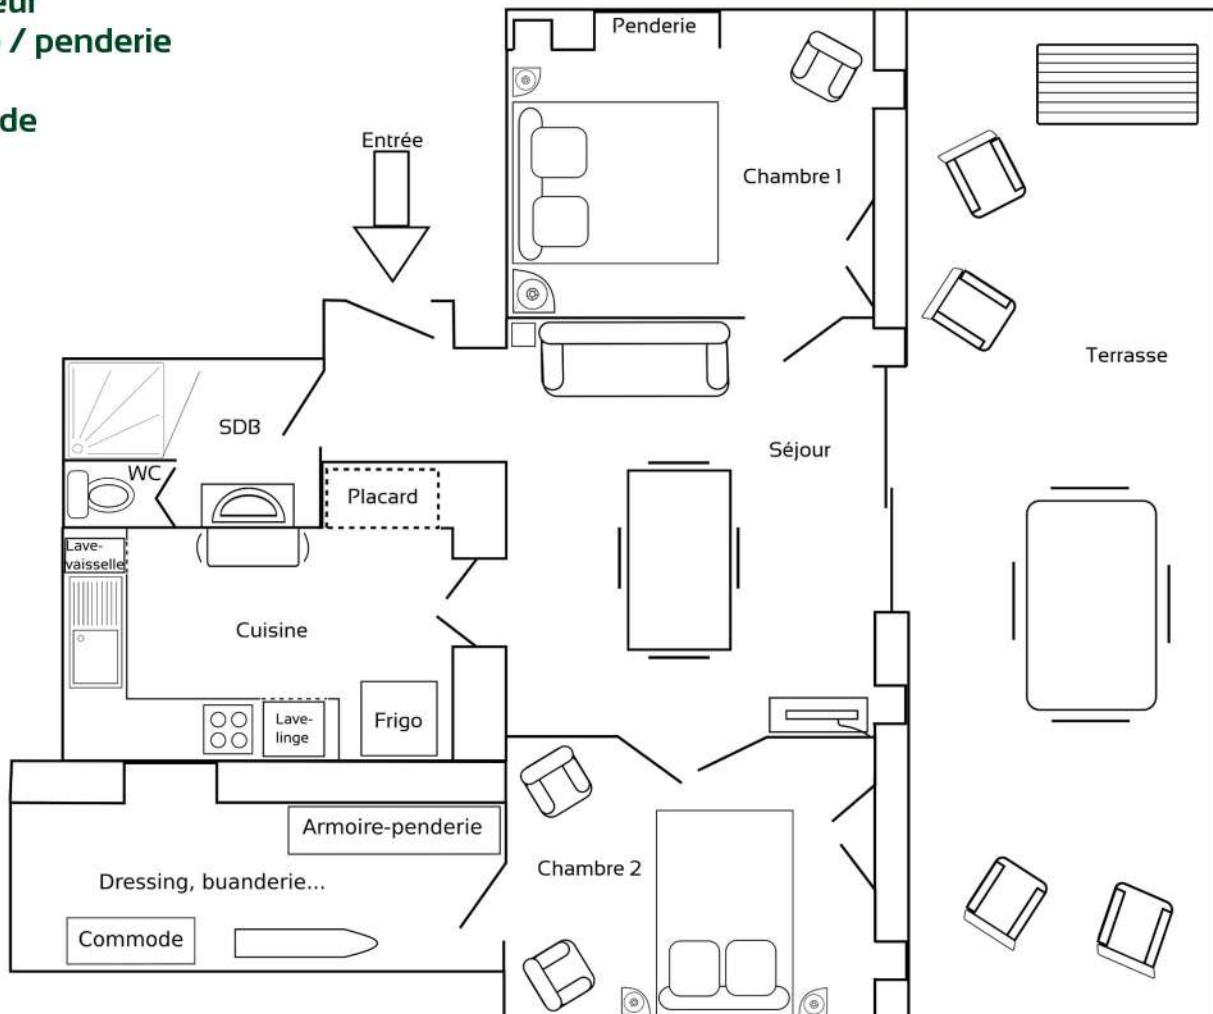 / penderie
de
Penderie
Entrée
Chambre 1
Terrasse
SDB
Séjour
WC
Placard
Lave-
vaisselle
Cuisine
Lave-
linge
Frigo
Armoire-penderie
Chambre 2
Dressing, buanderie...
Commode